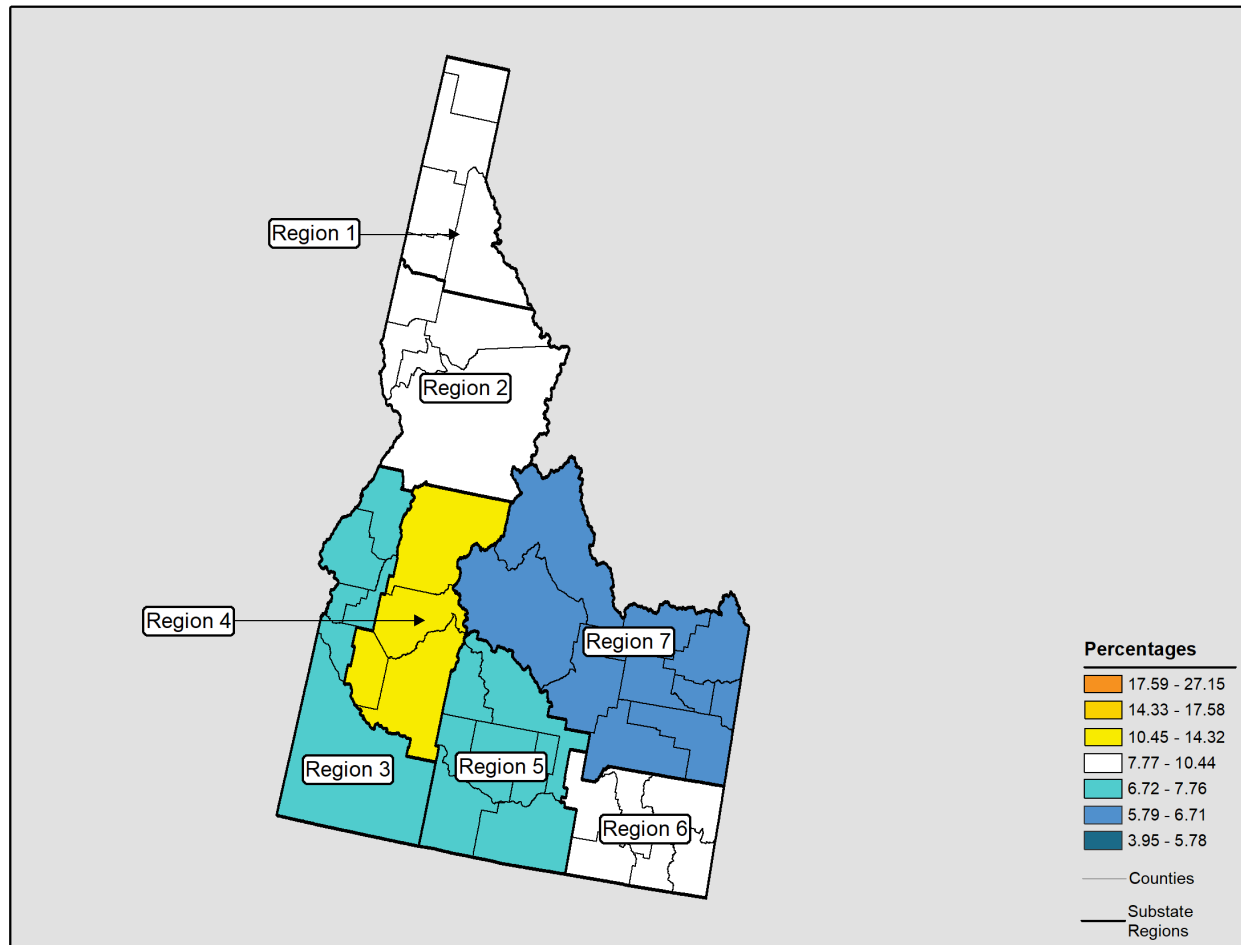 Region 1
Region 2
Region 4
Region 7
Region 3
Region 5
Region 6
Percentages
17.59 - 27.15
14.33 - 17.58
10.45 - 14.32
7.77 - 10.44
6.72 - 7.76
5.79 - 6.71
3.95 - 5.78
Counties
Substate
Regions